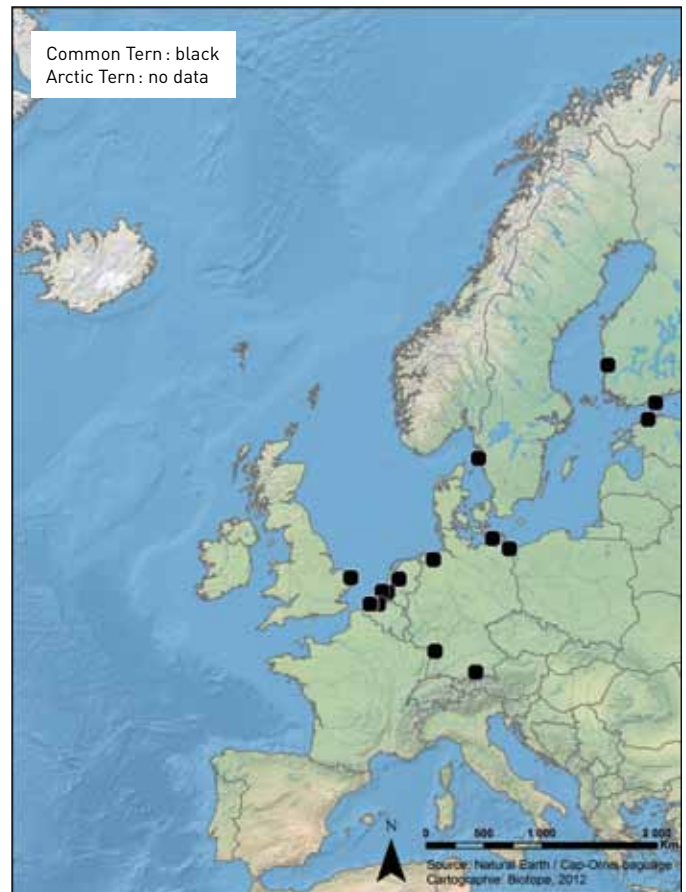 Common Tern : black
Arctic Tern : no data
N
0 500 1 000 2 000
Km
Source: Natural Earth / Cap-Ornis baguage
Cartographie: Biotope, 2012